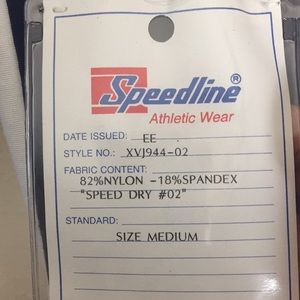 Speedline®
Athletic Wear
DATE ISSUED: EE
STYLE NO.: XVJ944-02
FABRIC CONTENT:
82%NYLON -18%SPANDEX
"SPEED DRY #02"
STANDARD:
SIZE MEDIUM